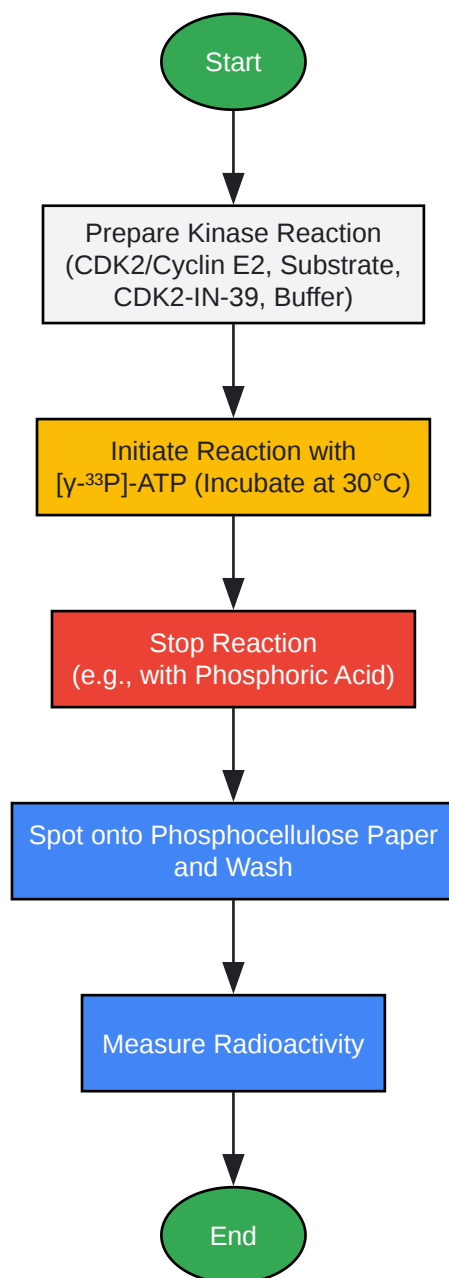 Start
Prepare Kinase Reaction
(CDK2/Cyclin E2, Substrate,
CDK2-IN-39, Buffer)
Initiate Reaction with
[γ-³³P]-ATP (Incubate at 30°C)
Stop Reaction
(e.g., with Phosphoric Acid)
Spot onto Phosphocellulose Paper
and Wash
Measure Radioactivity
End